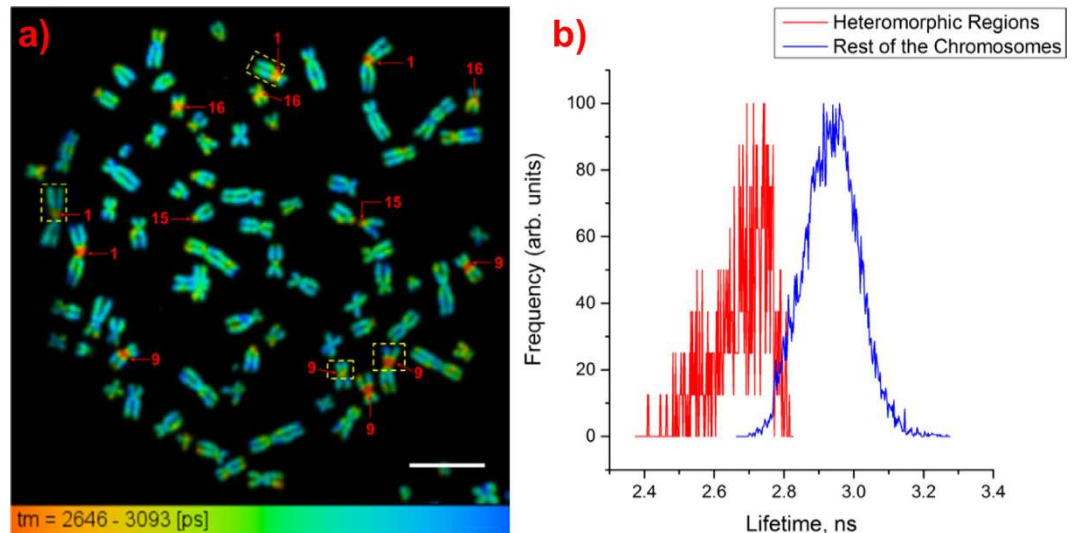 a)
1
1
16
16
16
1
15
15
1
9
9
9
9
9
tm = 2646 - 3093 [ps]
b)
Heteromorphic Regions
Rest of the Chromosomes
Frequency (arb. units)
100
80
60
40
20
0
2.4 2.6 2.8 3.0 3.2 3.4
Lifetime, ns